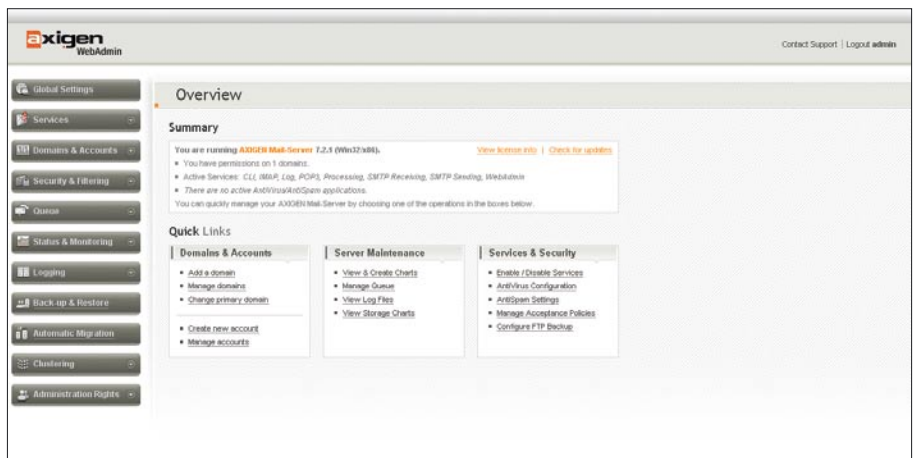 axigen
WebAdmin
Contact Support | Logout admin
Global Settings
Services
Domains & Accounts
Security & Filtering
Queue
Status & Monitoring
Logging
Back-up & Restore
Automatic Migration
Clustering
Administration Rights
Overview
Summary
You are running AXIGEN Mail-Server 7.2.1 (Win32/x86).
View license info | Check for updates
You have permissions on 1 domains.
Active Services: CLI, IMAP, Log, POP3, Processing, SMTP Receiving, SMTP Sending, WebAdmin
There are no active AntiVirus/AntiSpam applications.
You can quickly manage your AXIGEN Mail-Server by choosing one of the operations in the boxes below.
Quick Links
Domains & Accounts
Add a domain
Manage domains
Change primary domain
Create new account
Manage accounts
Server Maintenance
View & Create Charts
Manage Queue
View Log Files
View Storage Charts
Services & Security
Enable / Disable Services
AntiVirus Configuration
AntiSpam Settings
Manage Acceptance Policies
Configure FTP Backup